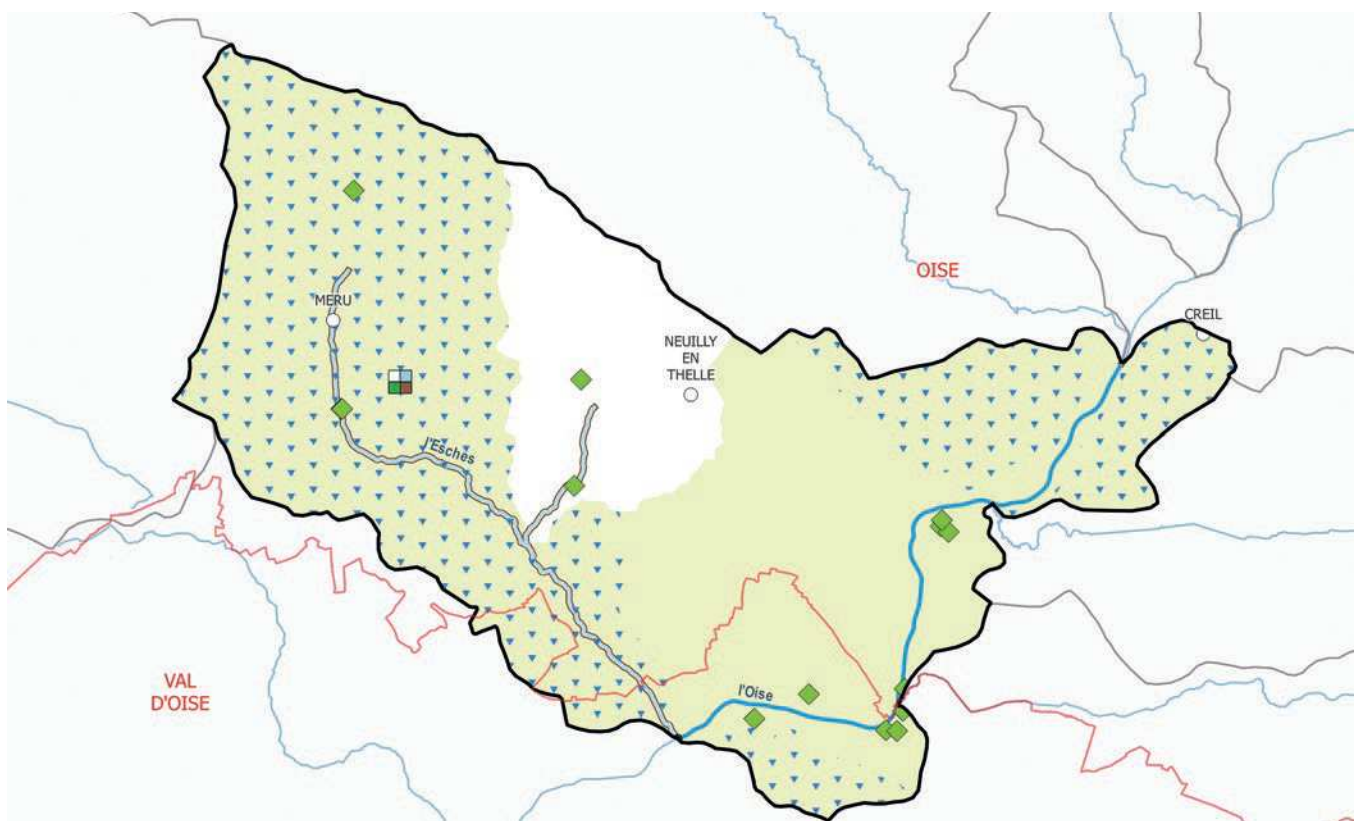 OISE
CREIL
MERU
NEUILLY
EN
THELLE
l'Esches
VAL
D'OISE
l'Oise